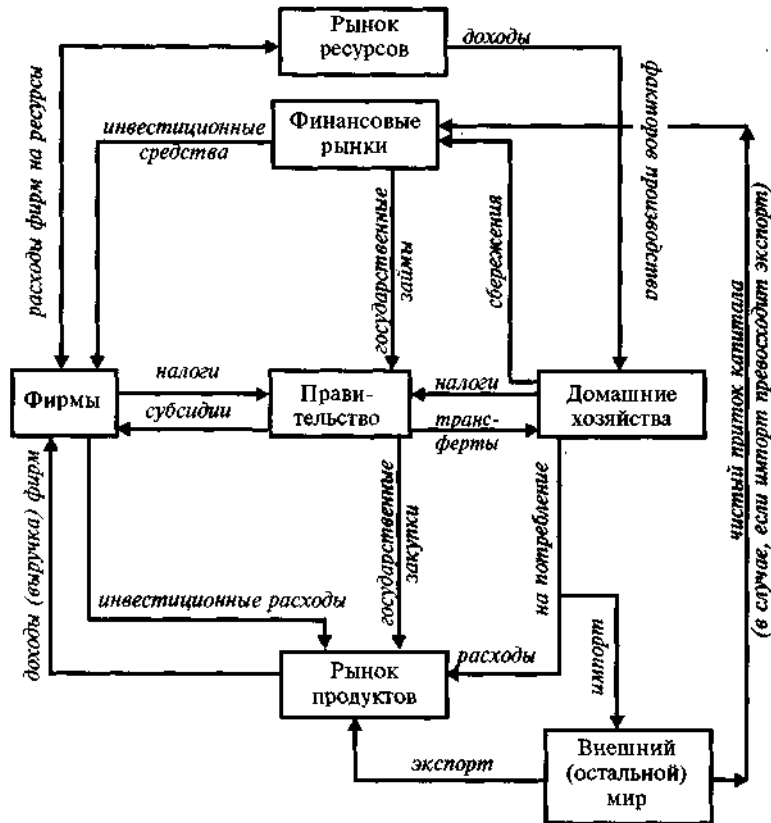 Рынок
ресурсов
доходы
расходы фирм на ресурсы
факторов производства
инвестиционные
средства
Финансовые
рынки
государственные
займы
сбережения
чистый приток капитала
(в случае, если импорт превосходит экспорт)
Фирмы
налоги
субсидии
Прави-
тельство
налоги
транс-
ферты
Домашние
хозяйства
доходы (выручка) фирм
инвестиционные расходы
государственные
закупки
на потребление
расходы
импорт
Рынок
продуктов
экспорт
Внешний
(остальной)
мир